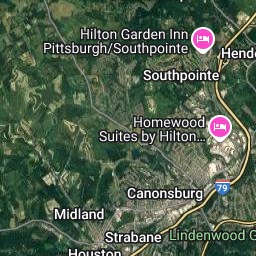 Hilton Garden Inn
Pittsburgh/Southpointe
Hende
Southpointe
Homewood
Suites by Hilton...
79
Canonsburg
Midland
Strabane
Lindenwood G
Houston